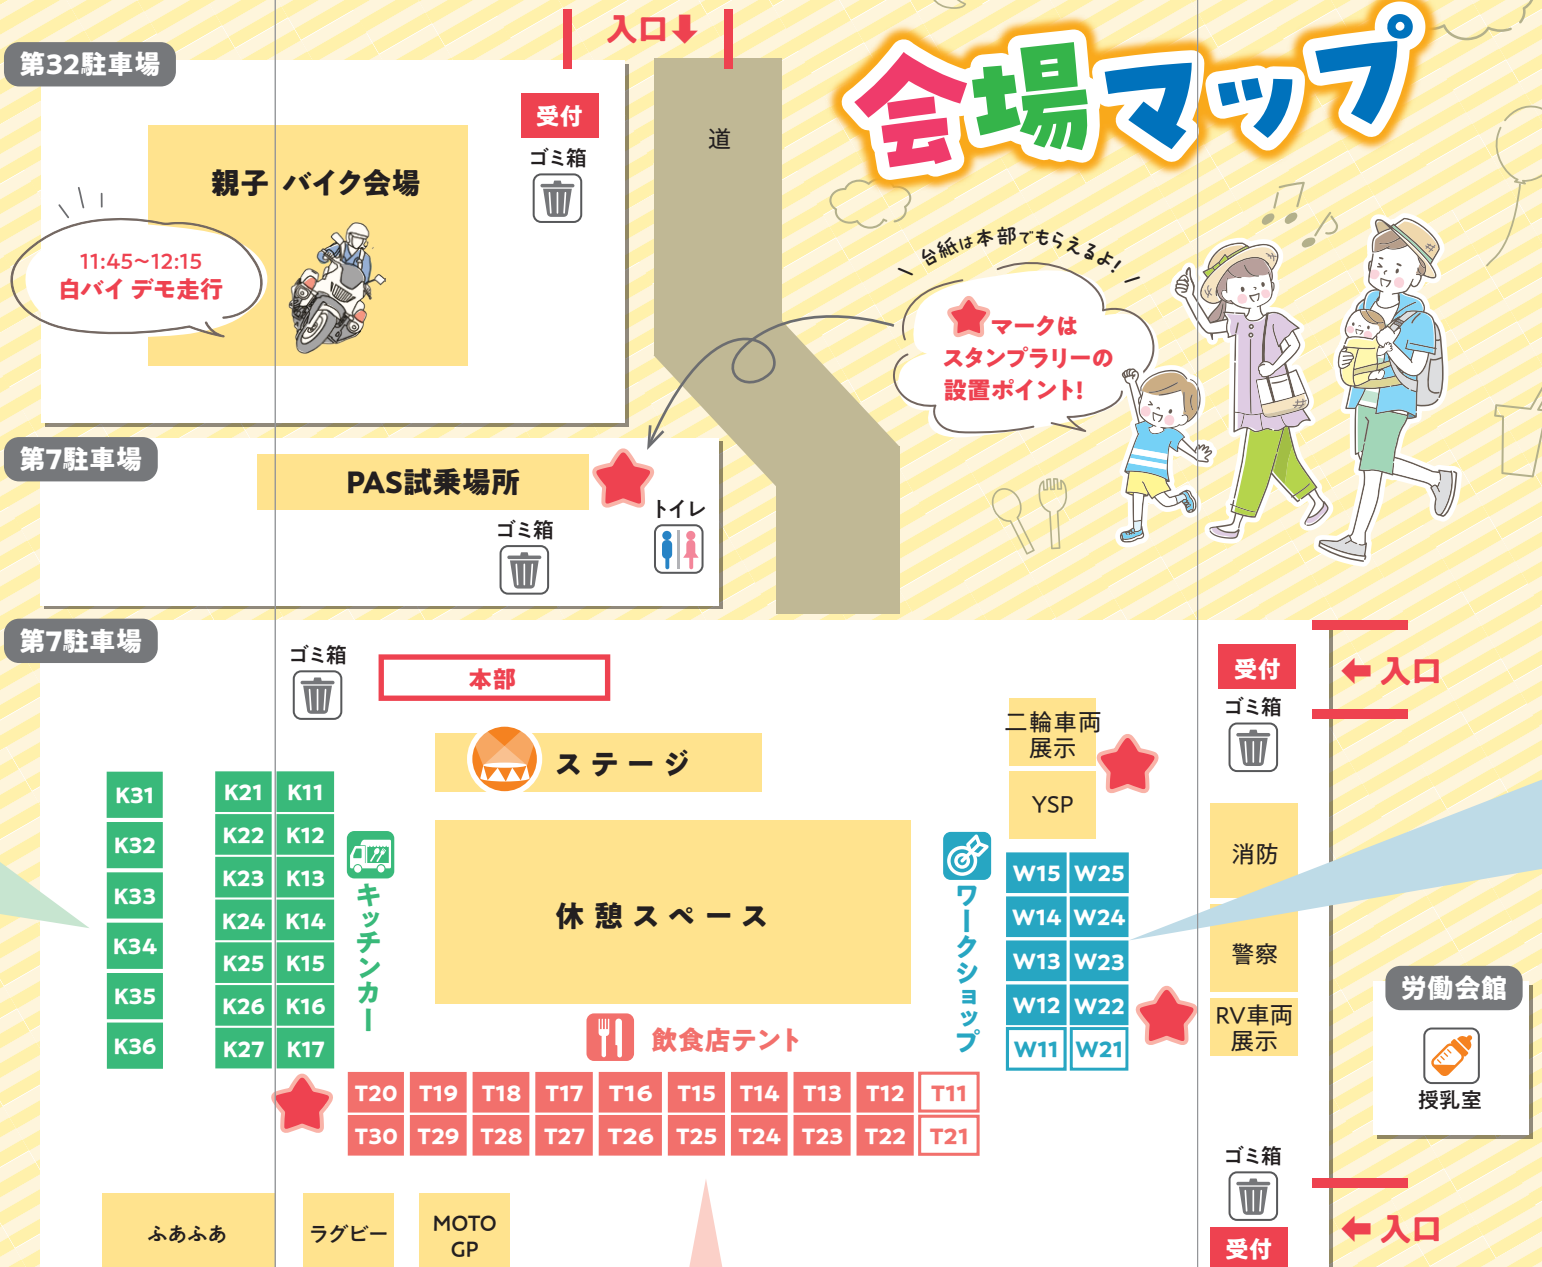 会場マップ
入口
第32駐車場
受付
ゴミ箱
親子 バイク会場
11:45~12:15
白バイ デモ走行
道
台紙は本部でもらえるよ!
マークは
スタンプラリーの
設置ポイント!
第7駐車場
PAS試乗場所
ゴミ箱
トイレ
第7駐車場
ゴミ箱
本部
ステージ
休憩スペース
K31
K32
K33
K34
K35
K36
K21 K11
K22 K12
K23 K13
K24 K14
K25 K15
K26 K16
K27 K17
キッチンカー
二輪車両
展示
YSP
ワークショップ
W15 W25
W14 W24
W13 W23
W12 W22
W11 W21
受付
ゴミ箱
入口
消防
警察
RV車両
展示
労働会館
授乳室
飲食店テント
T20 T19 T18 T17 T16 T15 T14 T13 T12 T11
T30 T29 T28 T27 T26 T25 T24 T23 T22 T21
ふあふあ
ラグビー
MOTO
GP
ゴミ箱
受付
入口